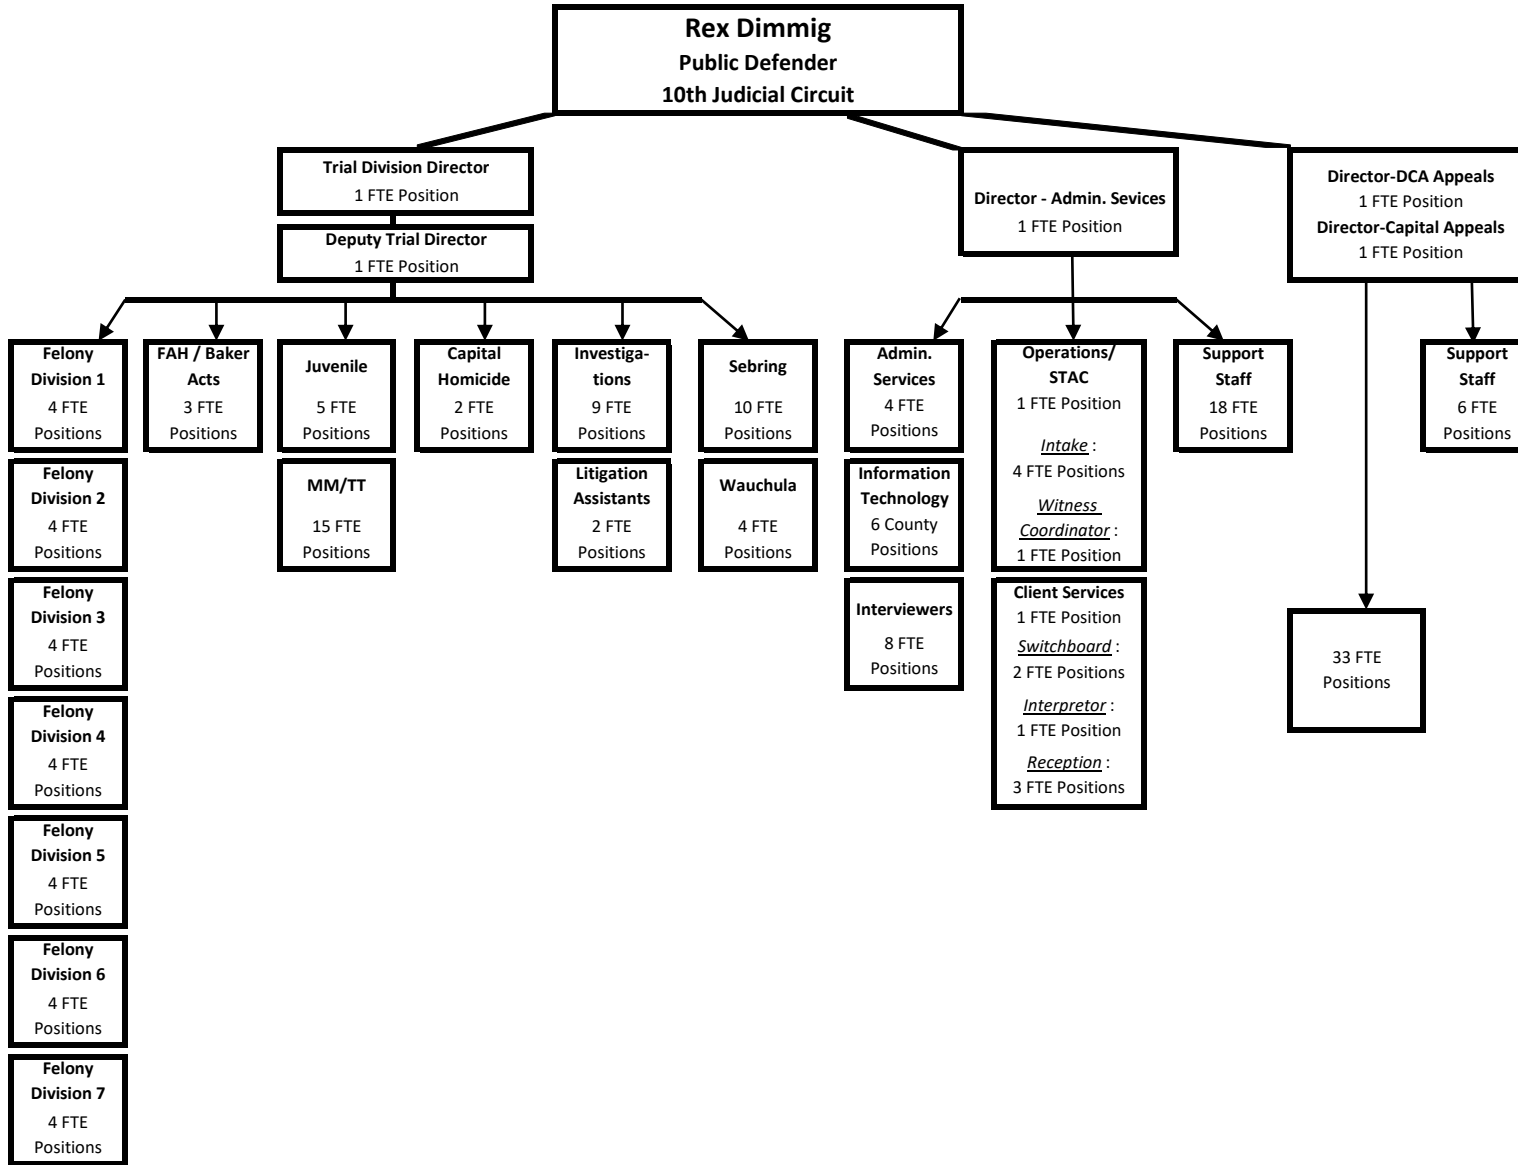 Rex Dimmig
Public Defender
10th Judicial Circuit
Trial Division Director
1 FTE Position
Deputy Trial Director
1 FTE Position
Director - Admin. Sevices
1 FTE Position
Director-DCA Appeals
1 FTE Position
Director-Capital Appeals
1 FTE Position
Felony
Division 1
4 FTE
Positions
FAH / Baker
Acts
3 FTE
Positions
Juvenile
5 FTE
Positions
Capital
Homicide
2 FTE
Positions
Investiga-
tions
9 FTE
Positions
Sebring
10 FTE
Positions
Admin.
Services
4 FTE
Positions
Operations/
STAC
1 FTE Position
Intake :
4 FTE Positions
Witness
Coordinator :
1 FTE Position
Support
Staff
18 FTE
Positions
Support
Staff
6 FTE
Positions
Felony
Division 2
4 FTE
Positions
MM/TT
15 FTE
Positions
Litigation
Assistants
2 FTE
Positions
Wauchula
4 FTE
Positions
Information
Technology
6 County
Positions
Felony
Division 3
4 FTE
Positions
Interviewers
8 FTE
Positions
Client Services
1 FTE Position
Switchboard :
2 FTE Positions
Interpretor :
1 FTE Position
Reception :
3 FTE Positions
33 FTE
Positions
Felony
Division 4
4 FTE
Positions
Felony
Division 5
4 FTE
Positions
Felony
Division 6
4 FTE
Positions
Felony
Division 7
4 FTE
Positions